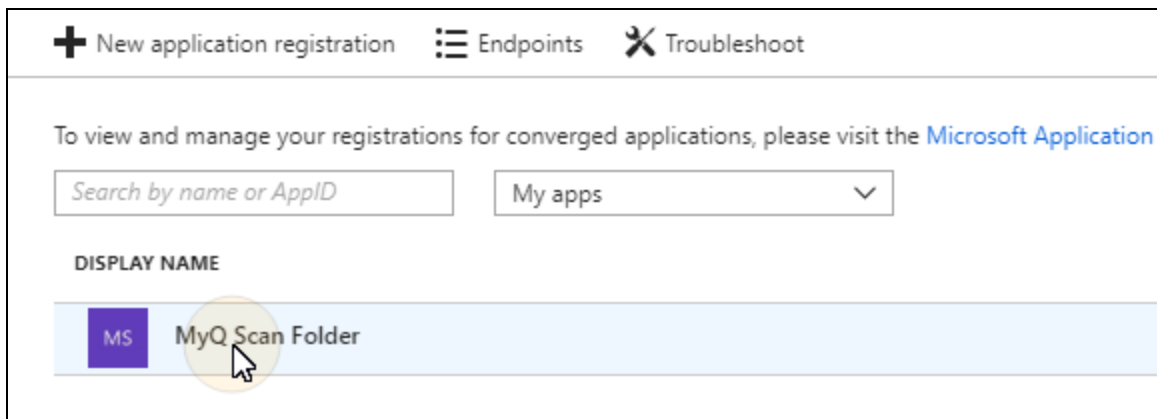 New application registration Endpoints Troubleshoot
To view and manage your registrations for converged applications, please visit the Microsoft Application
Search by name or AppID My apps
DISPLAY NAME
MS MyQ Scan Folder